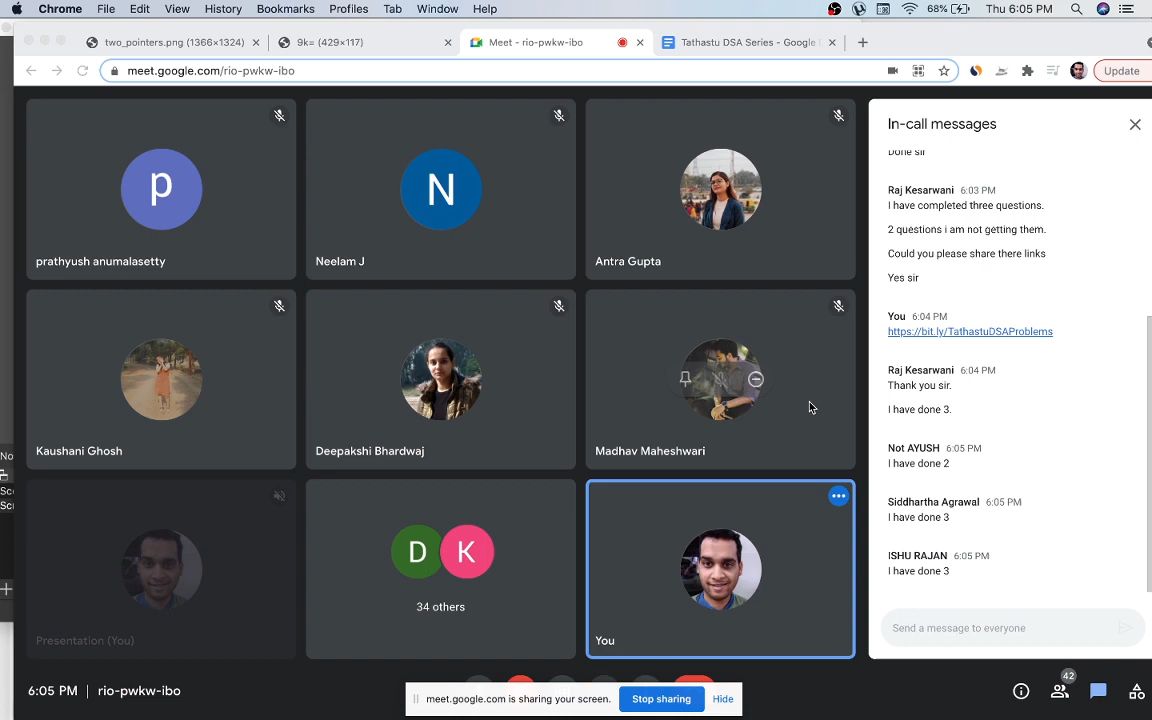 Chrome File Edit View History Bookmarks Profiles Tab Window Help 68% Thu 6:05 PM
two_pointers.png (1366×1324) 9k= (429×117) Meet - rio-pwkw-ibo Tathastu DSA Series - Google
meet.google.com/rio-pwkw-ibo Update
In-call messages
Done sir
Raj Kesarwani 6:03 PM
I have completed three questions.
2 questions i am not getting them.
Could you please share there links
Yes sir
You 6:04 PM
https://bit.ly/TathastuDSAProblems
Raj Kesarwani 6:04 PM
Thank you sir.
I have done 3.
Not AYUSH 6:05 PM
I have done 2
Siddhartha Agrawal 6:05 PM
I have done 3
ISHU RAJAN 6:05 PM
I have done 3
Send a message to everyone
p
prathyush anumalasetty
N
Neelam J
Antra Gupta
Kaushani Ghosh
Deepakshi Bhardwaj
Madhav Maheshwari
Presentation (You)
D K
34 others
You
No
Sc
Sc
6:05 PM | rio-pwkw-ibo
meet.google.com is sharing your screen. Stop sharing Hide
42